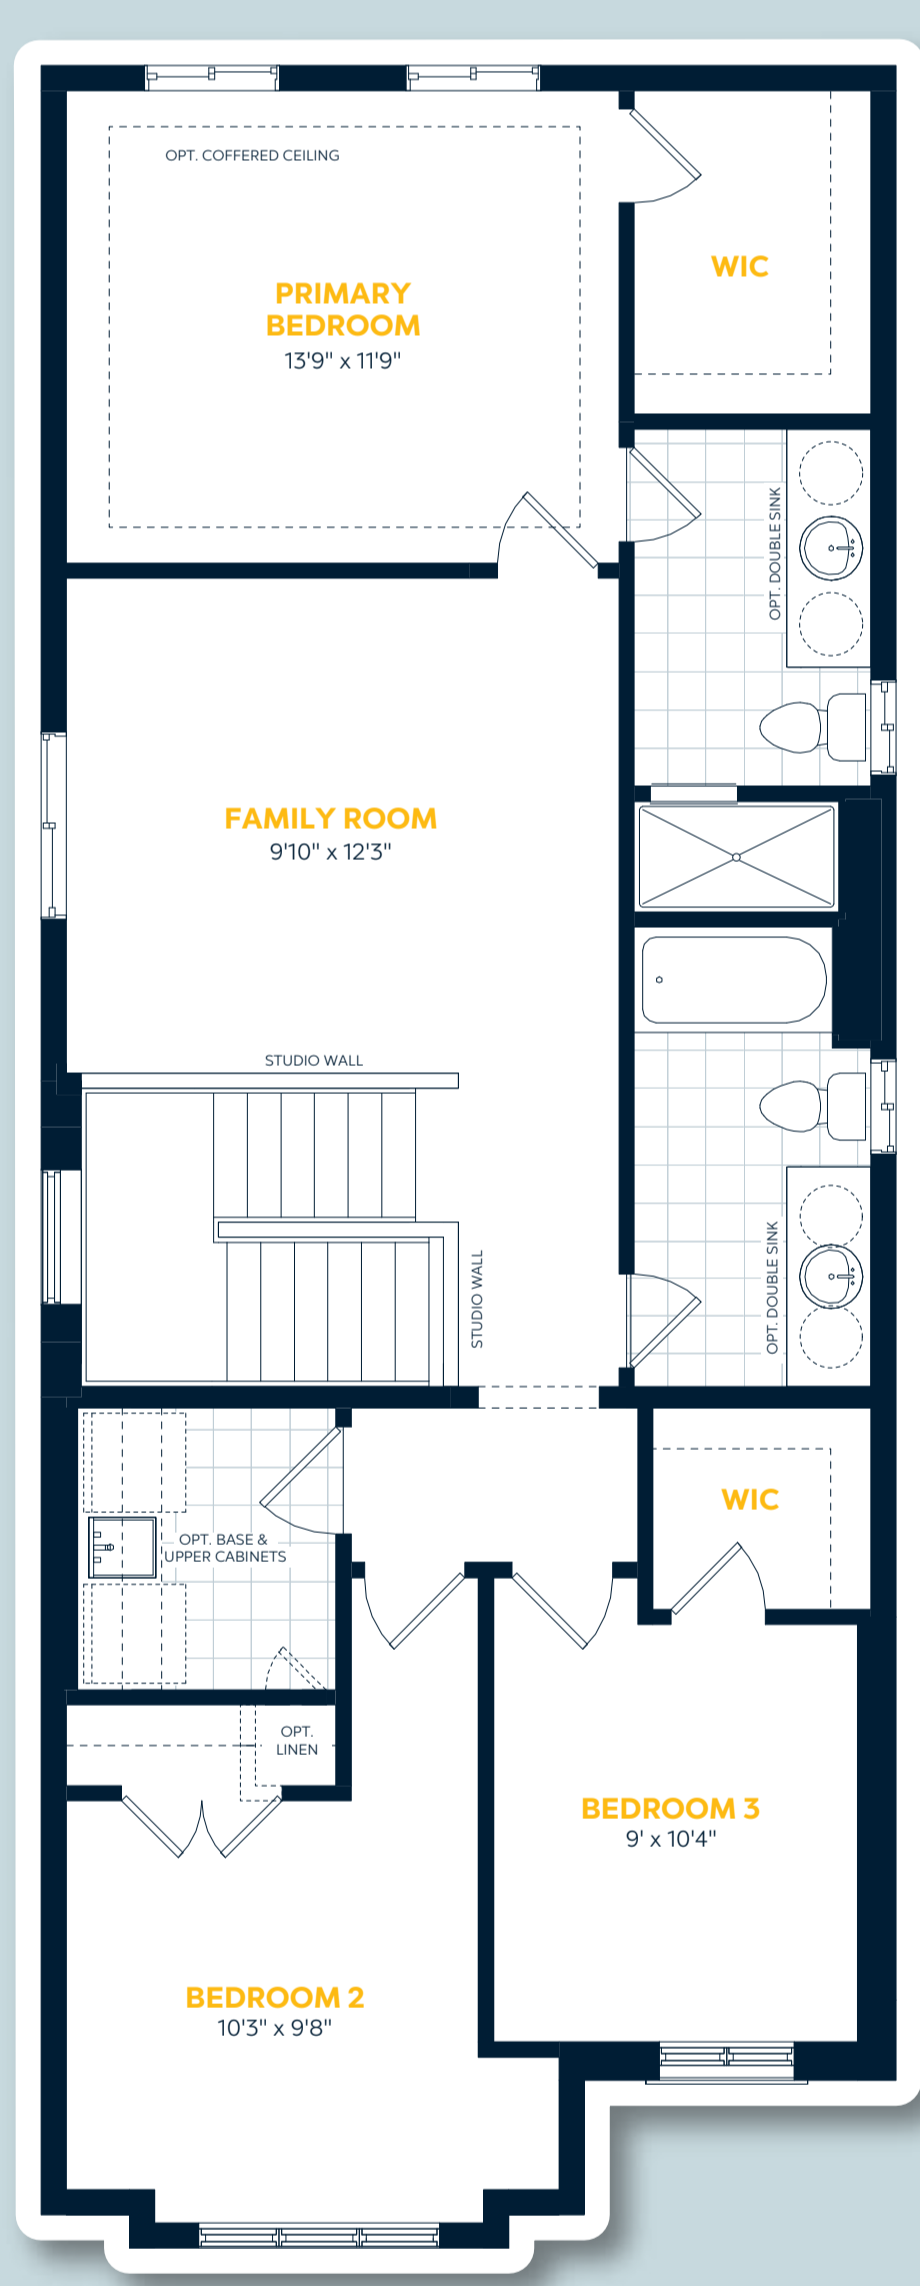 OPT. COFFERED CEILING
PRIMARY
BEDROOM
13'9" x 11'9"
WIC
OPT. DOUBLE SINK
FAMILY ROOM
9'10" x 12'3"
STUDIO WALL
STUDIO WALL
OPT. DOUBLE SINK
WIC
OPT. BASE &
UPPER CABINETS
OPT.
LINEN
BEDROOM 3
9' x 10'4"
BEDROOM 2
10'3" x 9'8"